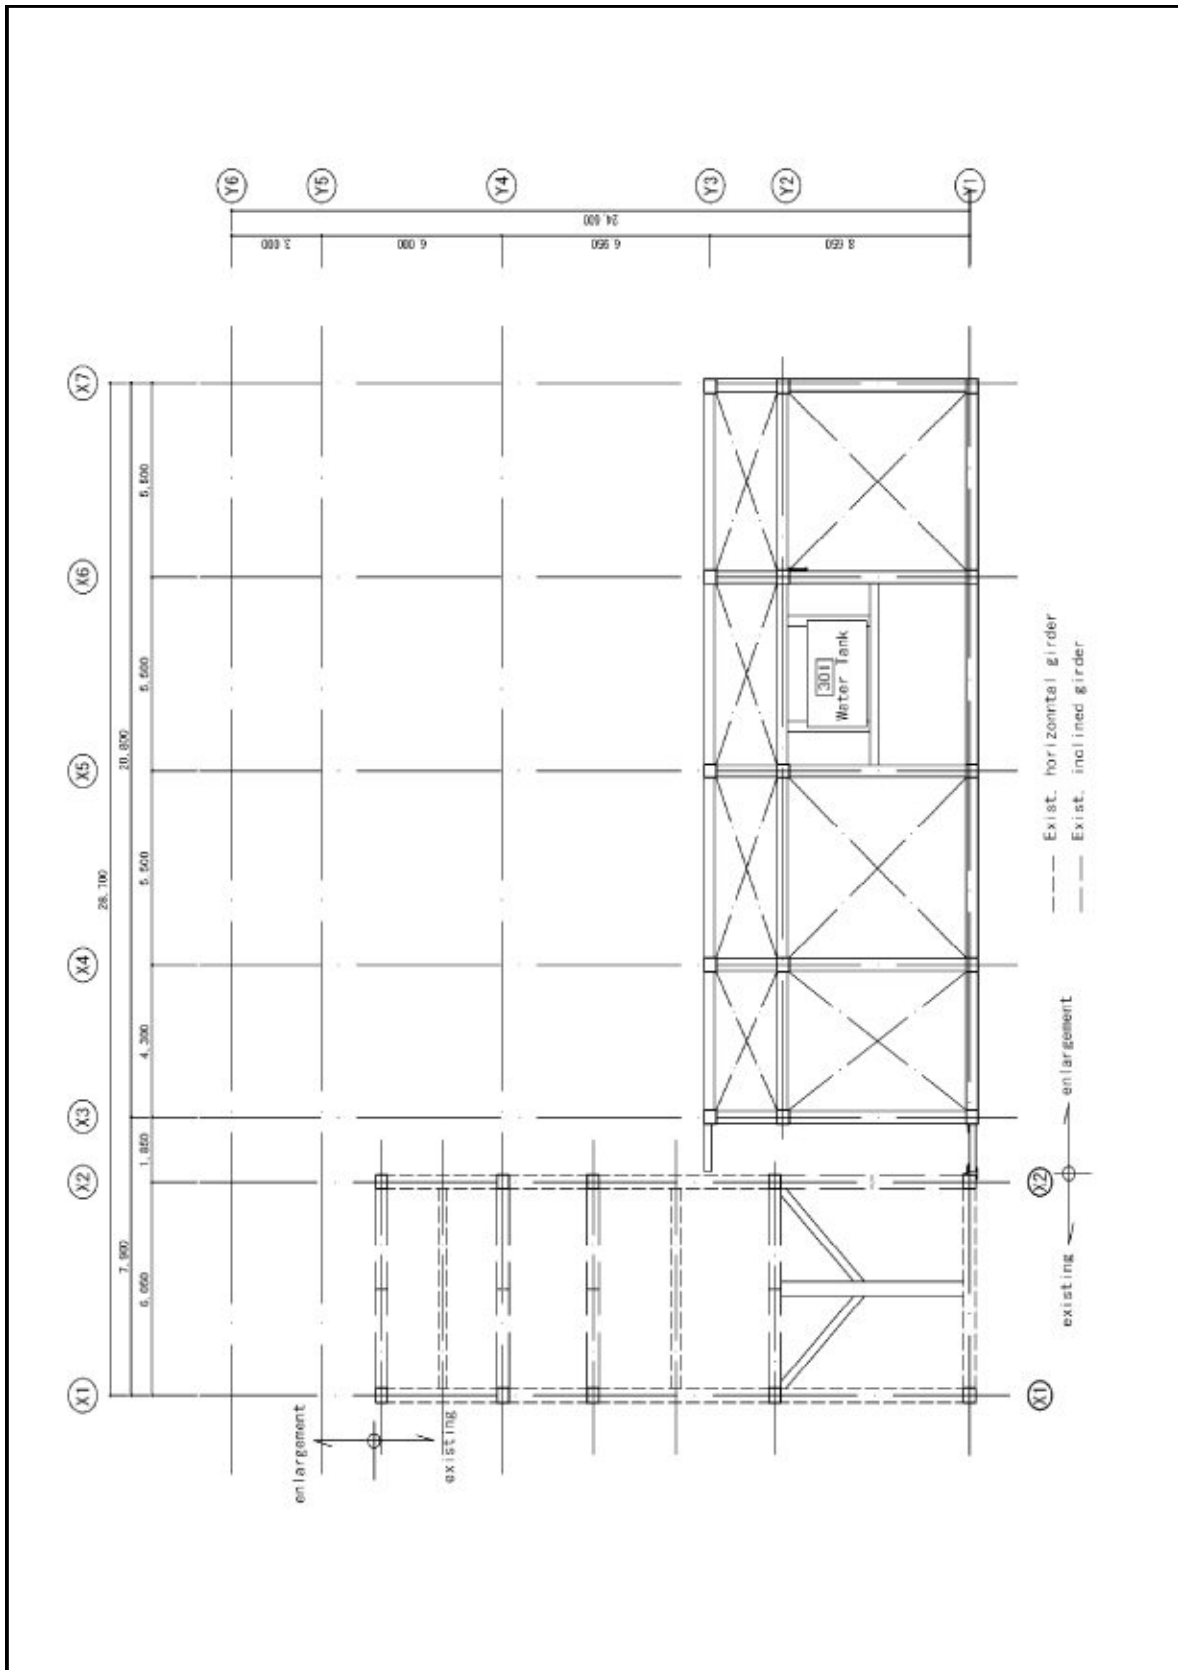 Y6
Y5
Y4
Y3
Y2
Y1
24,600
3,000
6,000
6,950
8,650
X7
X6
X5
X4
X3
X2
X1
28,700
20,800
7,900
5,500
5,500
5,500
4,300
1,850
6,050
301
Water Tank
Exist. horizonntal girder
Exist. inclined girder
existing
enlargement
X2
X1
enlargement
existing